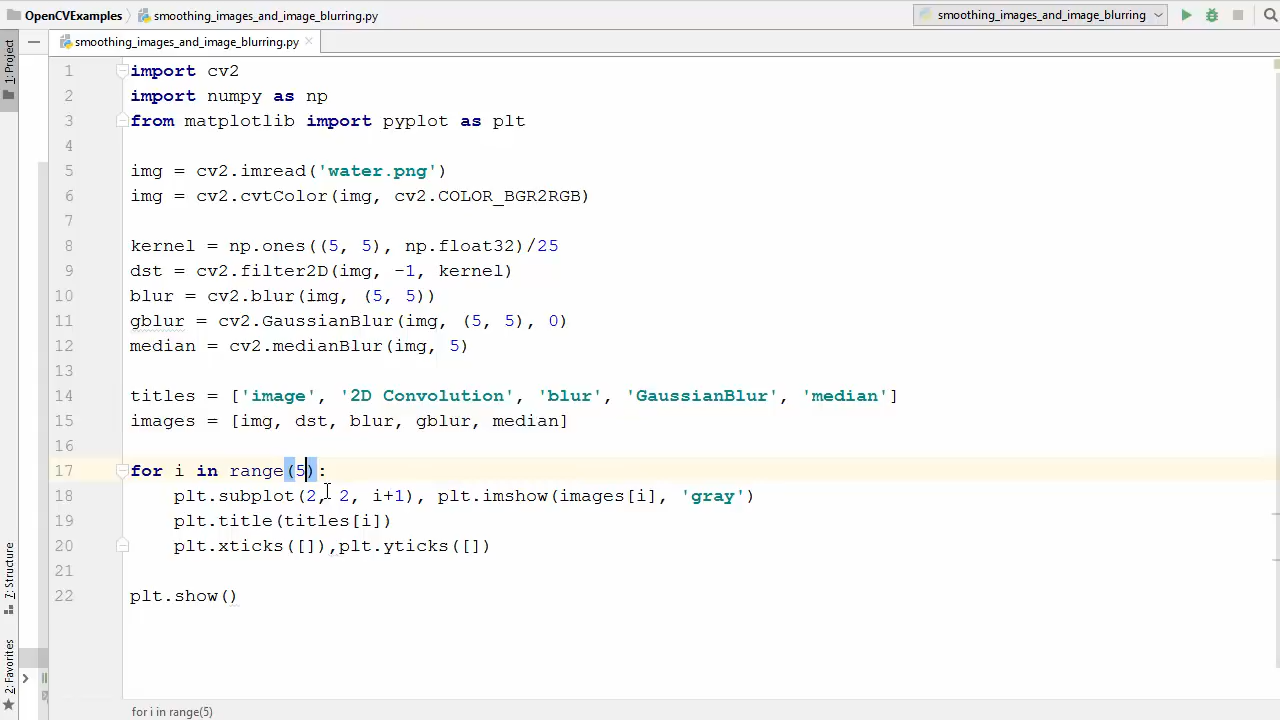 OpenCVExamples smoothing_images_and_image_blurring.py smoothing_images_and_image_blurring
smoothing_images_and_image_blurring.py
1: Project
7: Structure
2: Favorites
1 import cv2
2 import numpy as np
3 from matplotlib import pyplot as plt
4
5 img = cv2.imread('water.png')
6 img = cv2.cvtColor(img, cv2.COLOR_BGR2RGB)
7
8 kernel = np.ones((5, 5), np.float32)/25
9 dst = cv2.filter2D(img, -1, kernel)
10 blur = cv2.blur(img, (5, 5))
11 gblur = cv2.GaussianBlur(img, (5, 5), 0)
12 median = cv2.medianBlur(img, 5)
13
14 titles = ['image', '2D Convolution', 'blur', 'GaussianBlur', 'median']
15 images = [img, dst, blur, gblur, median]
16
17 for i in range(5):
18 plt.subplot(2, 2, i+1), plt.imshow(images[i], 'gray')
19 plt.title(titles[i])
20 plt.xticks([]),plt.yticks([])
21
22 plt.show()
for i in range(5)